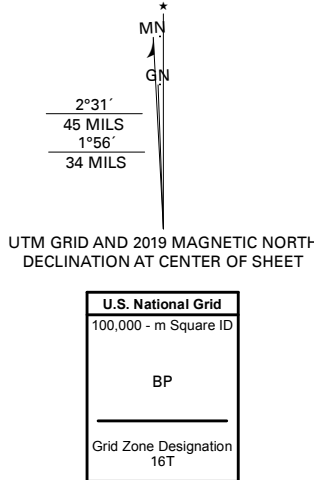 MN
GN
2°31´
45 MILS
1°56´
34 MILS
UTM GRID AND 2019 MAGNETIC NORTH
DECLINATION AT CENTER OF SHEET
U.S. National Grid
100,000 - m Square ID
BP
Grid Zone Designation
16T